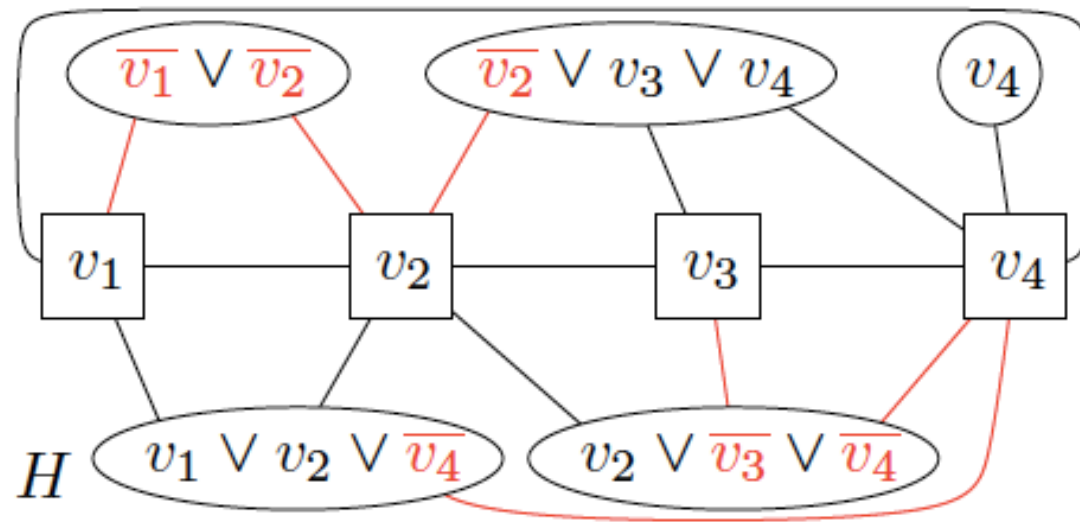 v̅₁ ∨ v̅₂
v̅₂ ∨ v₃ ∨ v₄
v₄
v₁
v₂
v₃
v₄
H
v₁ ∨ v₂ ∨ v̅₄
v₂ ∨ v̅₃ ∨ v̅₄